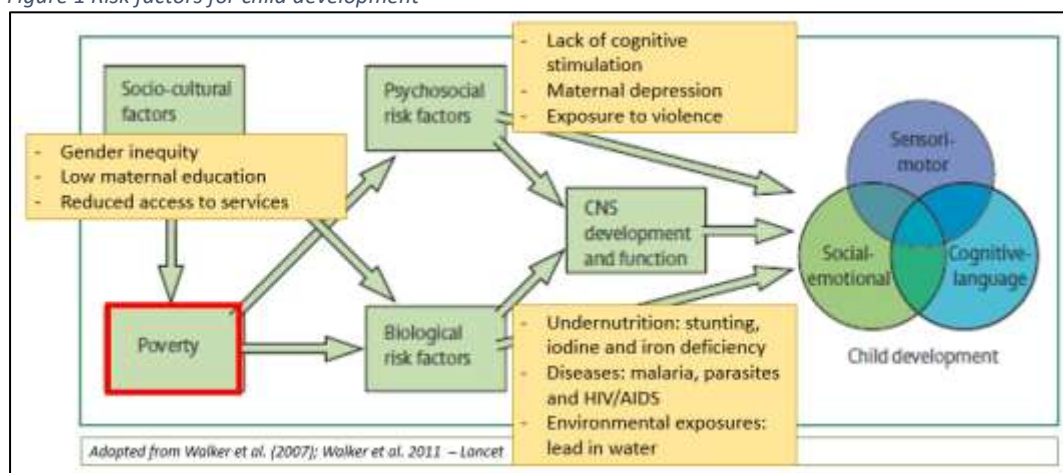 Figure 1 Risk factors for child development
Socio-cultural
factors
- Gender inequity
- Low maternal education
- Reduced access to services
Poverty
Psychosocial
risk factors
- Lack of cognitive
stimulation
- Maternal depression
- Exposure to violence
CNS
development
and function
Biological
risk factors
- Undernutrition: stunting,
iodine and iron deficiency
- Diseases: malaria, parasites
and HIV/AIDS
- Environmental exposures:
lead in water
Sensori-
motor
Social-
emotional
Cognitive-
language
Child development
Adapted from Walker et al. (2007); Walker et al. 2011 – Lancet